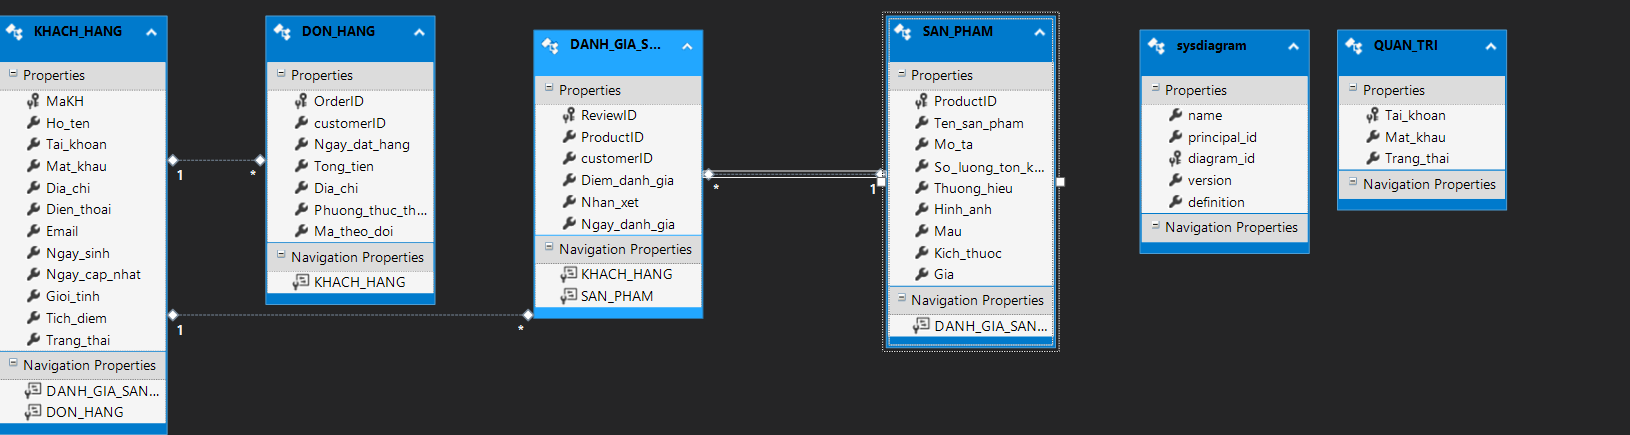 KHACH_HANG
Properties
MaKH
Ho_ten
Tai_khoan
Mat_khau
Dia_chi
Dien_thoai
Email
Ngay_sinh
Ngay_cap_nhat
Gioi_tinh
Tich_diem
Trang_thai
Navigation Properties
DANH_GIA_SAN...
DON_HANG
1
*
1
*
DON_HANG
Properties
OrderID
customerID
Ngay_dat_hang
Tong_tien
Dia_chi
Phuong_thuc_th...
Ma_theo_doi
Navigation Properties
KHACH_HANG
DANH_GIA_S...
Properties
ReviewID
ProductID
customerID
Diem_danh_gia
Nhan_xet
Ngay_danh_gia
Navigation Properties
KHACH_HANG
SAN_PHAM
*
1
SAN_PHAM
Properties
ProductID
Ten_san_pham
Mo_ta
So_luong_ton_k...
Thuong_hieu
Hinh_anh
Mau
Kich_thuoc
Gia
Navigation Properties
DANH_GIA_SAN...
sysdiagram
Properties
name
principal_id
diagram_id
version
definition
Navigation Properties
QUAN_TRI
Properties
Tai_khoan
Mat_khau
Trang_thai
Navigation Properties